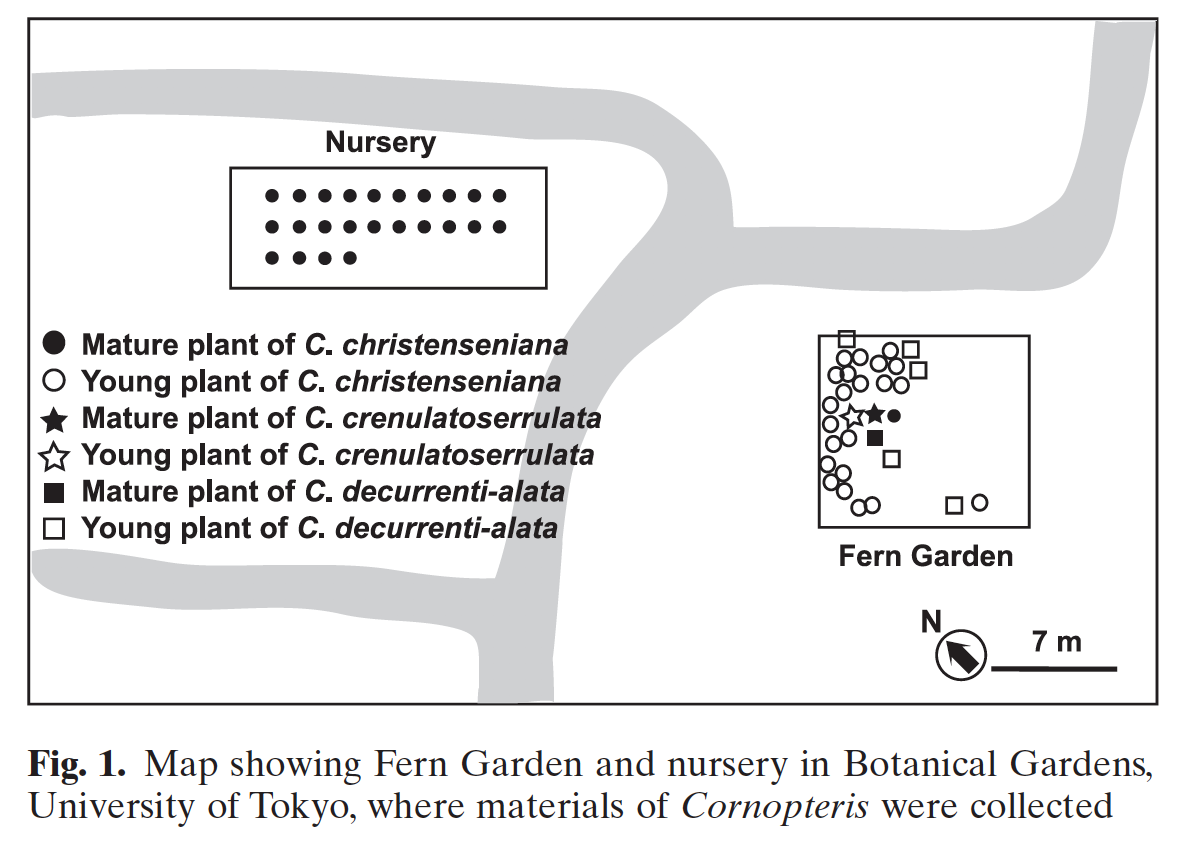 Nursery
Mature plant of C. christenseniana
Young plant of C. christenseniana
Mature plant of C. crenulatoserrulata
Young plant of C. crenulatoserrulata
Mature plant of C. decurrenti-alata
Young plant of C. decurrenti-alata
Fern Garden
N
7 m
Fig. 1. Map showing Fern Garden and nursery in Botanical Gardens,
University of Tokyo, where materials of Cornopteris were collected